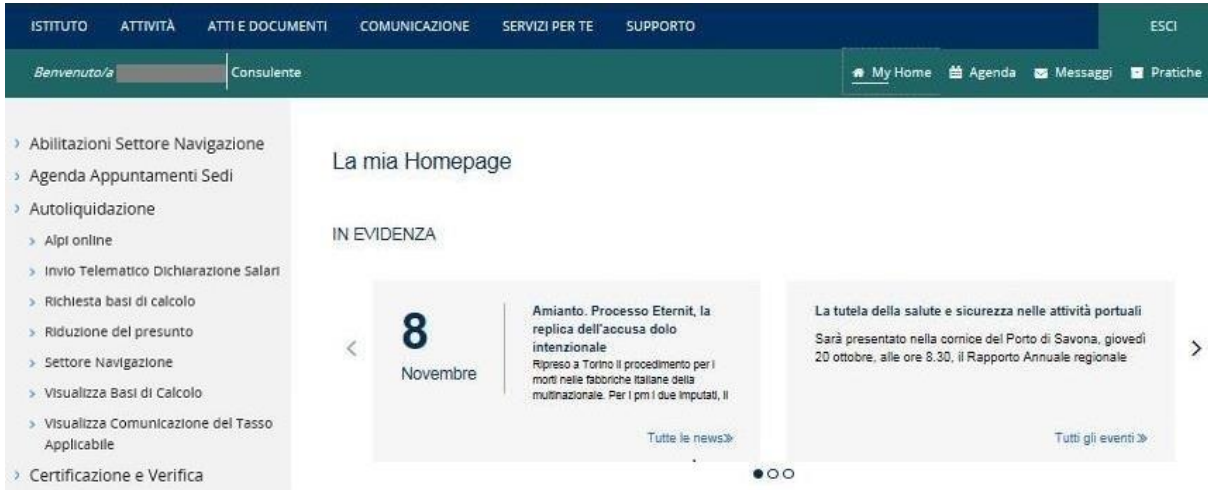 ISTITUTO ATTIVITÀ ATTI E DOCUMENTI COMUNICAZIONE SERVIZI PER TE SUPPORTO ESCI
Benvenuto/a Consulente My Home Agenda Messaggi Pratiche
Abilitazioni Settore Navigazione
Agenda Appuntamenti Sedi
Autoliquidazione
Alpi online
Invio Telematico Dichiarazione Salari
Richiesta basi di calcolo
Riduzione del presunto
Settore Navigazione
Visualizza Basi di Calcolo
Visualizza Comunicazione del Tasso
Applicabile
Certificazione e Verifica
La mia Homepage
IN EVIDENZA
8
Novembre
Amianto. Processo Eternit, la
replica dell'accusa dolo
intenzionale
Ripreso a Torino il procedimento per i
morti nelle fabbriche italiane della
multinazionale. Per i pm i due imputati, il
Tutte le news»
La tutela della salute e sicurezza nelle attività portuali
Sarà presentato nella cornice del Porto di Savona, giovedì
20 ottobre, alle ore 8.30, il Rapporto Annuale regionale
Tutti gli eventi»